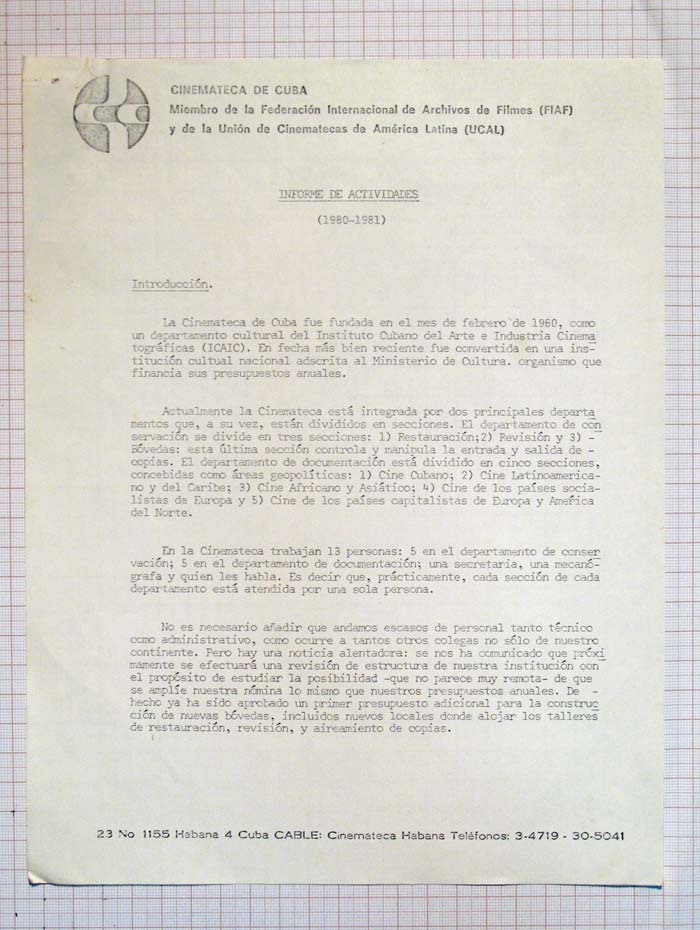 CINEMATECA DE CUBA
Miembro de la Federación Internacional de Archivos de Filmes (FIAF)
y de la Unión de Cinematecas de América Latina (UCAL)
INFORME DE ACTIVIDADES
(1980-1981)
Introducción.
La Cinemateca de Cuba fue fundada en el mes de febrero de 1960, como
un departamento cultural del Instituto Cubano del Arte e Industria Cinema
tográficas (ICAIC). En fecha más bien reciente fue convertida en una ins-
titución cultual nacional adscrita al Ministerio de Cultura. organismo que
financia sus presupuestos anuales.
Actualmente la Cinemateca está integrada por dos principales departa
mentos que, a su vez, están divididos en secciones. El departamento de con
servación se divide en tres secciones: 1) Restauración;2) Revisión y 3) -
Bóvedas: esta última sección controla y manipula la entrada y salida de -
copias. El departamento de documentación está dividido en cinco secciones,
concebidas como áreas geopolíticas: 1) Cine Cubano; 2) Cine Latinoamerica-
no y del Caribe; 3) Cine Africano y Asiático; 4) Cine de los países socia-
listas de Europa y 5) Cine de los países capitalistas de Europa y América
del Norte.
En la Cinemateca trabajan 13 personas: 5 en el departamento de conser
vación; 5 en el departamento de documentación; una secretaria, una mecanó-
grafa y quien les habla. Es decir que, prácticamente, cada sección de cada
departamento está atendida por una sola persona.
No es necesario añadir que andamos escasos de personal tanto técnico
como administrativo, como ocurre a tantos otros colegas no sólo de nuestro
continente. Pero hay una noticia alentadora: se nos ha comunicado que próxi
mamente se efectuará una revisión de estructura de nuestra institución con
el propósito de estudiar la posibilidad -que no parece muy remota- de que
se amplíe nuestra nómina lo mismo que nuestros presupuestos anuales. De -
hecho ya ha sido aprobado un primer presupuesto adicional para la construc
ción de nuevas bóvedas, incluidos nuevos locales donde alojar los talleres
de restauración, revisión, y aireamiento de copias.
23 No 1155 Habana 4 Cuba CABLE: Cinemateca Habana Teléfonos: 3-4719 - 30-5041